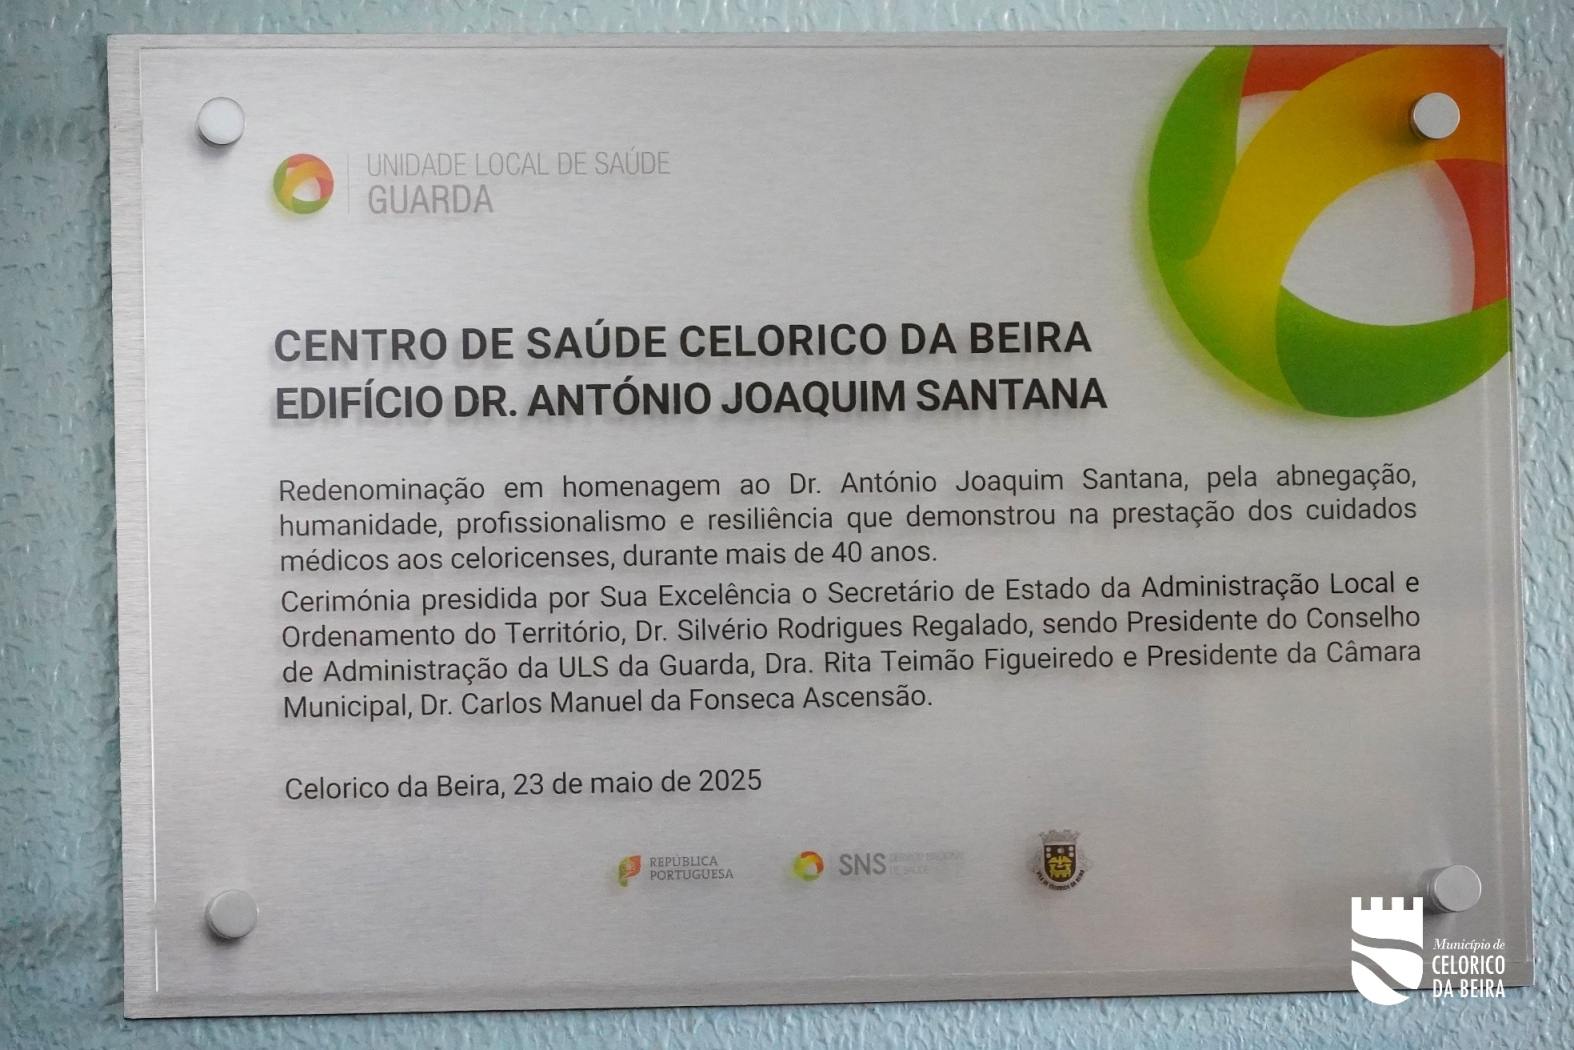 UNIDADE LOCAL DE SAÚDE
GUARDA
CENTRO DE SAÚDE CELORICO DA BEIRA
EDIFÍCIO DR. ANTÓNIO JOAQUIM SANTANA
Redenominação em homenagem ao Dr. António Joaquim Santana, pela abnegação,
humanidade, profissionalismo e resiliência que demonstrou na prestação dos cuidados
médicos aos celoricenses, durante mais de 40 anos.
Cerimónia presidida por Sua Excelência o Secretário de Estado da Administração Local e
Ordenamento do Território, Dr. Silvério Rodrigues Regalado, sendo Presidente do Conselho
de Administração da ULS da Guarda, Dra. Rita Teimão Figueiredo e Presidente da Câmara
Municipal, Dr. Carlos Manuel da Fonseca Ascensão.
Celorico da Beira, 23 de maio de 2025
REPÚBLICA
PORTUGUESA
SNS SERVIÇO NACIONAL
DE SAÚDE
Município de
CELORICO
DA BEIRA